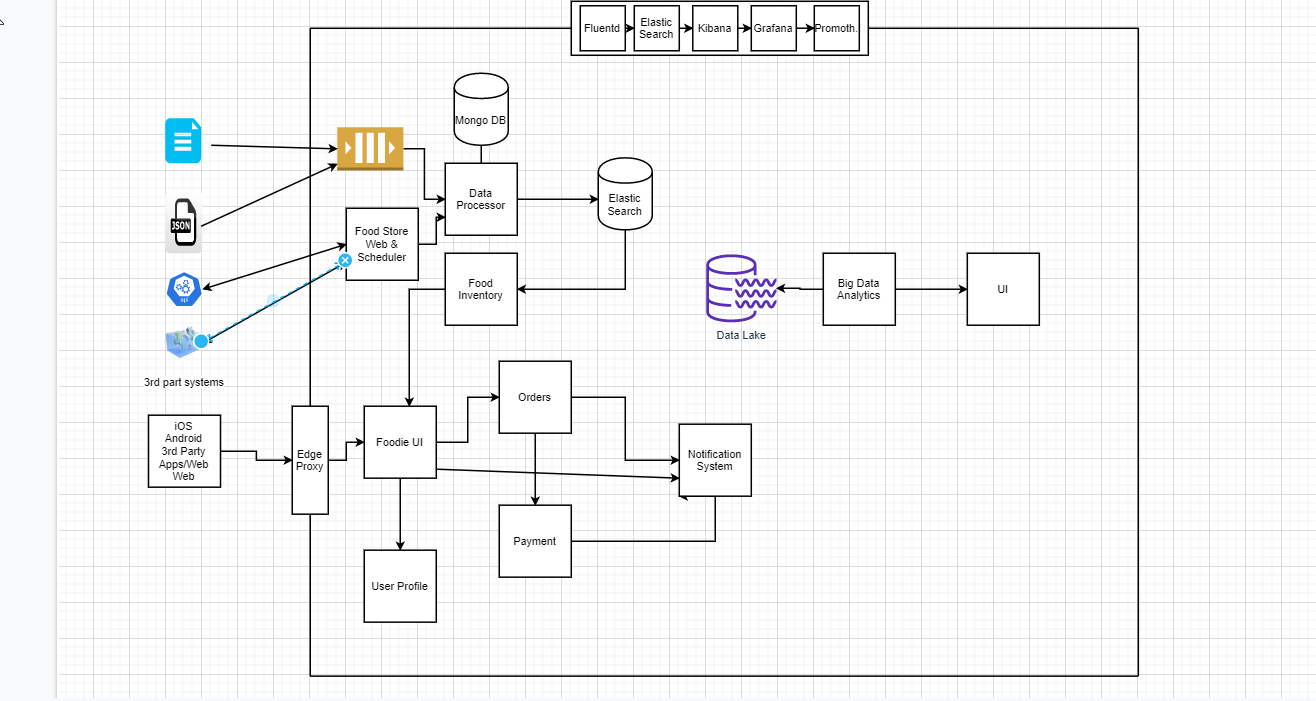 Fluentd
Elastic
Search
Kibana
Grafana
Promoth.
Mongo DB
Data
Processor
Elastic
Search
JSON
Food Store
Web &
Scheduler
api
Food
Inventory
Big Data
Analytics
UI
Data Lake
3rd part systems
iOS
Android
3rd Party
Apps/Web
Web
Edge
Proxy
Foodie UI
Orders
Notification
System
Payment
User Profile